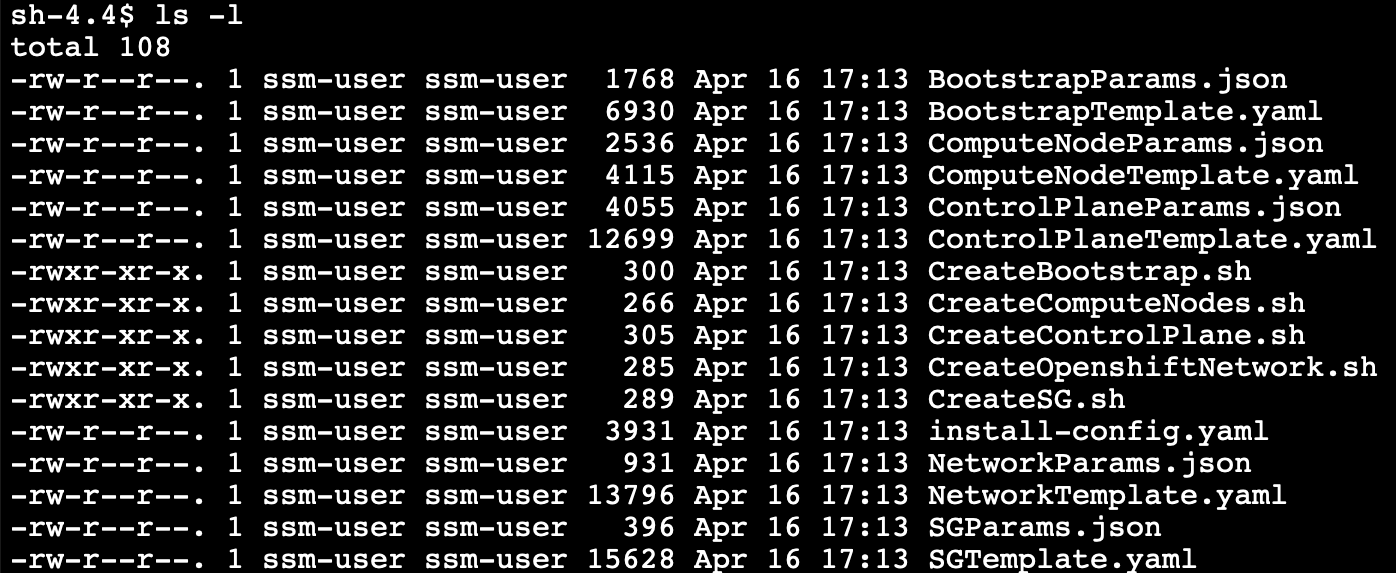 sh-4.4$ ls -l
total 108
-rw-r--r--. 1 ssm-user ssm-user  1768 Apr 16 17:13 BootstrapParams.json
-rw-r--r--. 1 ssm-user ssm-user  6930 Apr 16 17:13 BootstrapTemplate.yaml
-rw-r--r--. 1 ssm-user ssm-user  2536 Apr 16 17:13 ComputeNodeParams.json
-rw-r--r--. 1 ssm-user ssm-user  4115 Apr 16 17:13 ComputeNodeTemplate.yaml
-rw-r--r--. 1 ssm-user ssm-user  4055 Apr 16 17:13 ControlPlaneParams.json
-rw-r--r--. 1 ssm-user ssm-user 12699 Apr 16 17:13 ControlPlaneTemplate.yaml
-rwxr-xr-x. 1 ssm-user ssm-user   300 Apr 16 17:13 CreateBootstrap.sh
-rwxr-xr-x. 1 ssm-user ssm-user   266 Apr 16 17:13 CreateComputeNodes.sh
-rwxr-xr-x. 1 ssm-user ssm-user   305 Apr 16 17:13 CreateControlPlane.sh
-rwxr-xr-x. 1 ssm-user ssm-user   285 Apr 16 17:13 CreateOpenshiftNetwork.sh
-rwxr-xr-x. 1 ssm-user ssm-user   289 Apr 16 17:13 CreateSG.sh
-rw-r--r--. 1 ssm-user ssm-user  3931 Apr 16 17:13 install-config.yaml
-rw-r--r--. 1 ssm-user ssm-user   931 Apr 16 17:13 NetworkParams.json
-rw-r--r--. 1 ssm-user ssm-user 13796 Apr 16 17:13 NetworkTemplate.yaml
-rw-r--r--. 1 ssm-user ssm-user   396 Apr 16 17:13 SGParams.json
-rw-r--r--. 1 ssm-user ssm-user 15628 Apr 16 17:13 SGTemplate.yaml